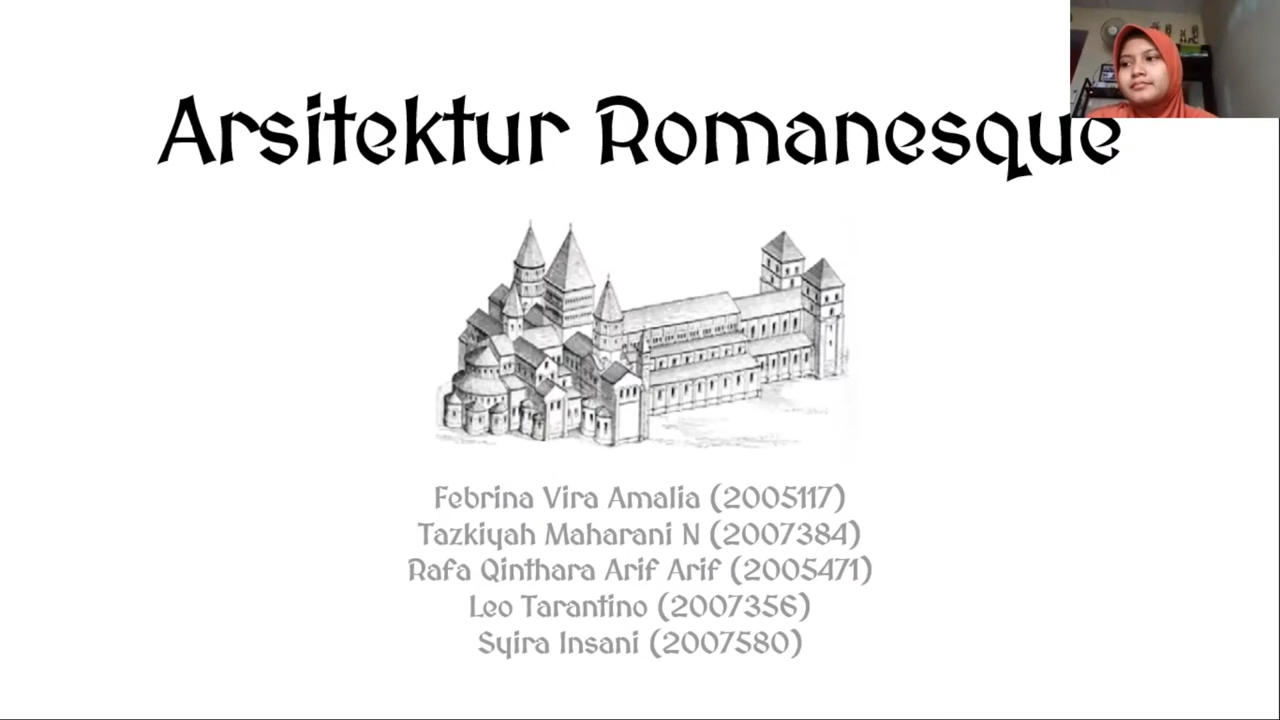 Arsitektur Romanesque
Febrina Vira Amalia (2005117)
Tazkiyah Maharani N (2007384)
Rafa Qinthara Arif Arif (2005471)
Leo Tarantino (2007356)
Syira Insani (2007580)